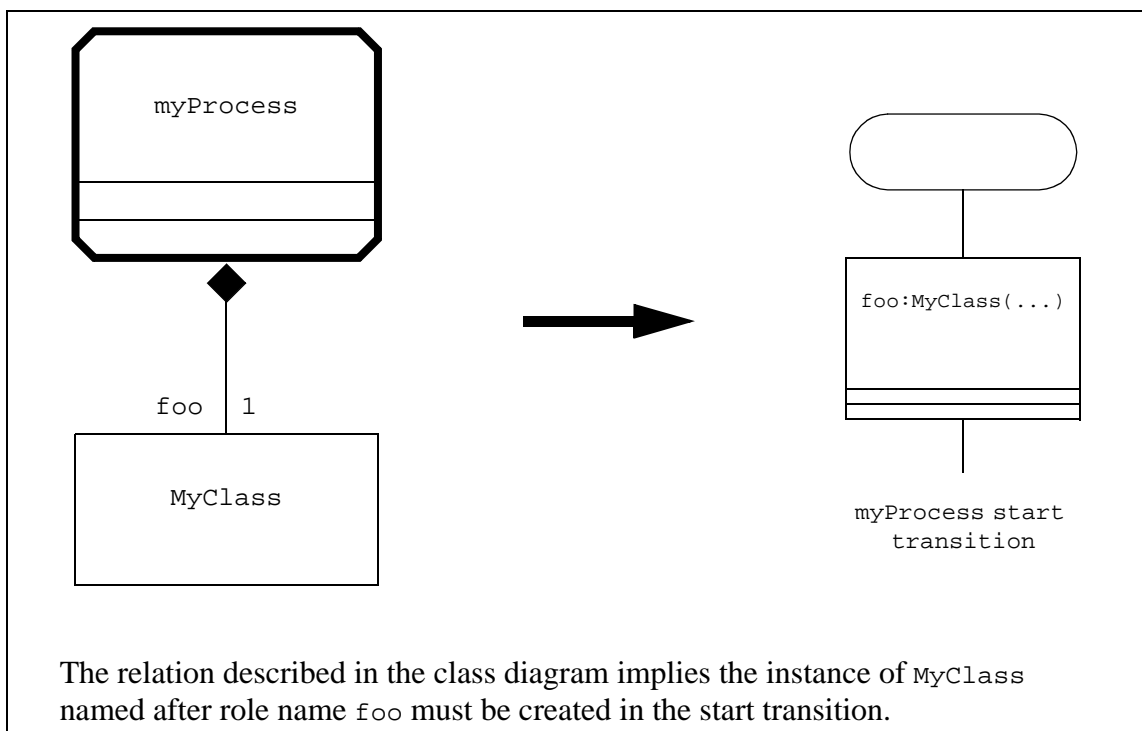 myProcess
foo 1
MyClass
foo:MyClass(...)
myProcess start
transition
The relation described in the class diagram implies the instance of MyClass
named after role name foo must be created in the start transition.